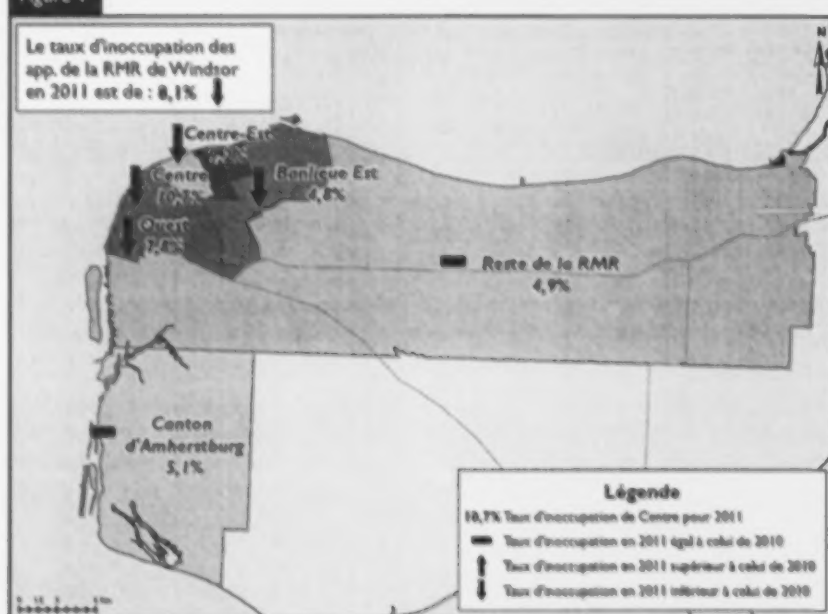 Le taux d'inoccupation des
app. de la RMR de Windsor
en 2011 est de : 8,1%
N
Centre-Est
Centre
10,7%
Banlieue Est
4,8%
Ouest
7,8%
Reste de la RMR
4,9%
Canton
d'Amherstburg
5,1%
Légende
10,7% Taux d'inoccupation de Centre pour 2011
Taux d'inoccupation en 2011 égal à celui de 2010
Taux d'inoccupation en 2011 supérieur à celui de 2010
Taux d'inoccupation en 2011 inférieur à celui de 2010